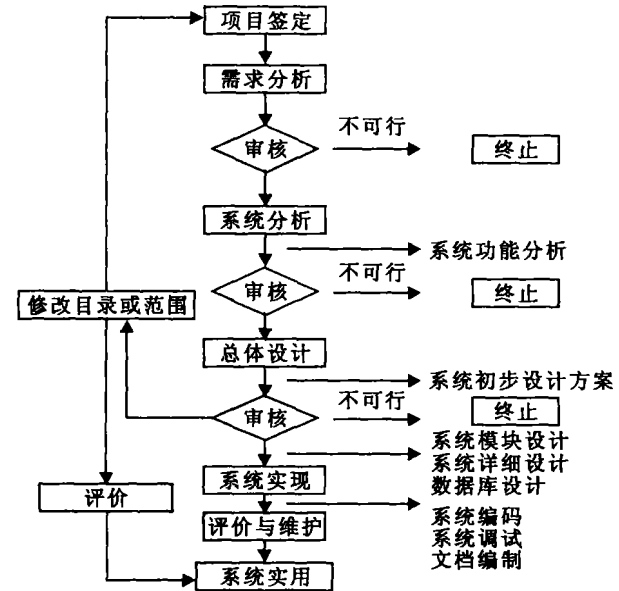 项目签定
需求分析
不可行
审核
终止
系统分析
系统功能分析
不可行
审核
终止
修改目录或范围
总体设计
系统初步设计方案
不可行
审核
终止
系统模块设计
系统详细设计
系统实现
数据库设计
评价
系统编码
评价与维护
系统调试
文档编制
系统实用